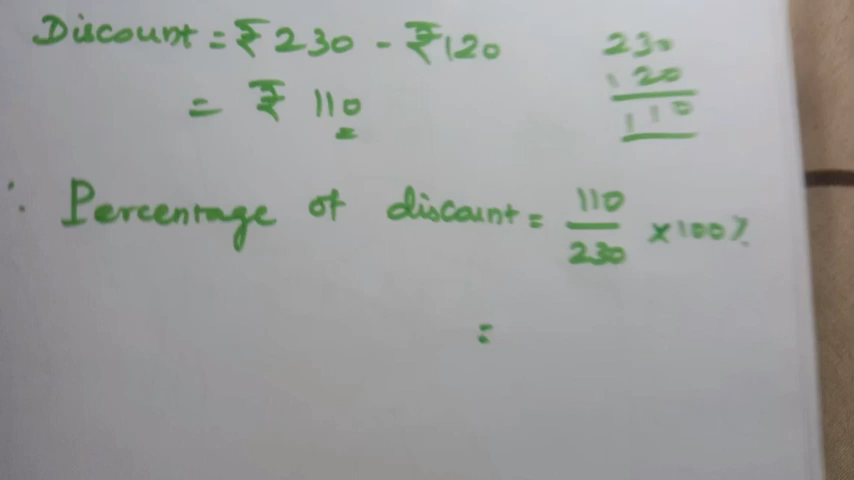 Discount = ₹ 230 - ₹ 120
= ₹ 110
230
120
110
∴ Percentage of discount = 110/230 × 100%
=